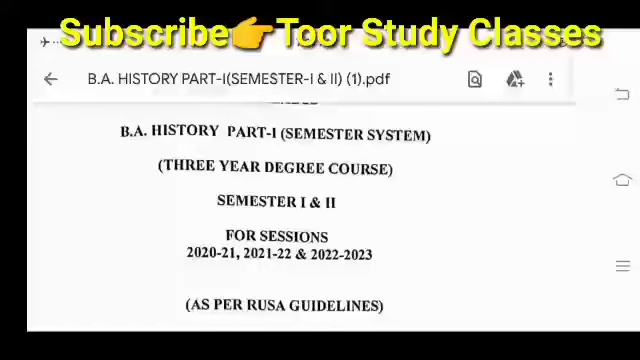 Subscribe👉Toor Study Classes
B.A. HISTORY PART-I(SEMESTER-I & II) (1).pdf
B.A. HISTORY PART-I (SEMESTER SYSTEM)
(THREE YEAR DEGREE COURSE)
SEMESTER I & II
FOR SESSIONS
2020-21, 2021-22 & 2022-2023
(AS PER RUSA GUIDELINES)